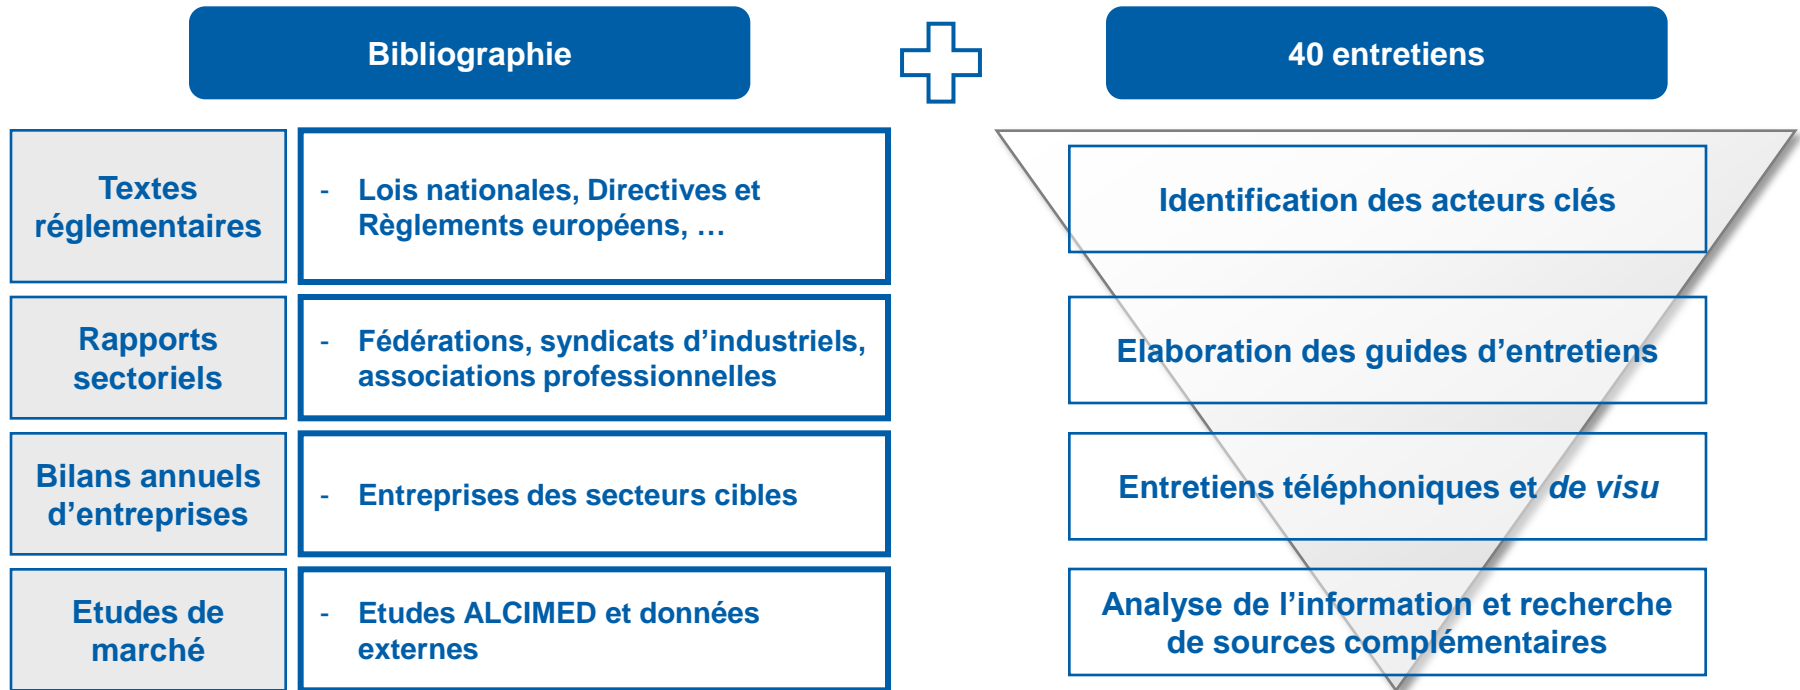 Bibliographie
40 entretiens
Textes
réglementaires
- Lois nationales, Directives et
Règlements européens, …
Rapports
sectoriels
- Fédérations, syndicats d’industriels,
associations professionnelles
Bilans annuels
d’entreprises
- Entreprises des secteurs cibles
Etudes de
marché
- Etudes ALCIMED et données
externes
Identification des acteurs clés
Elaboration des guides d’entretiens
Entretiens téléphoniques et de visu
Analyse de l’information et recherche
de sources complémentaires